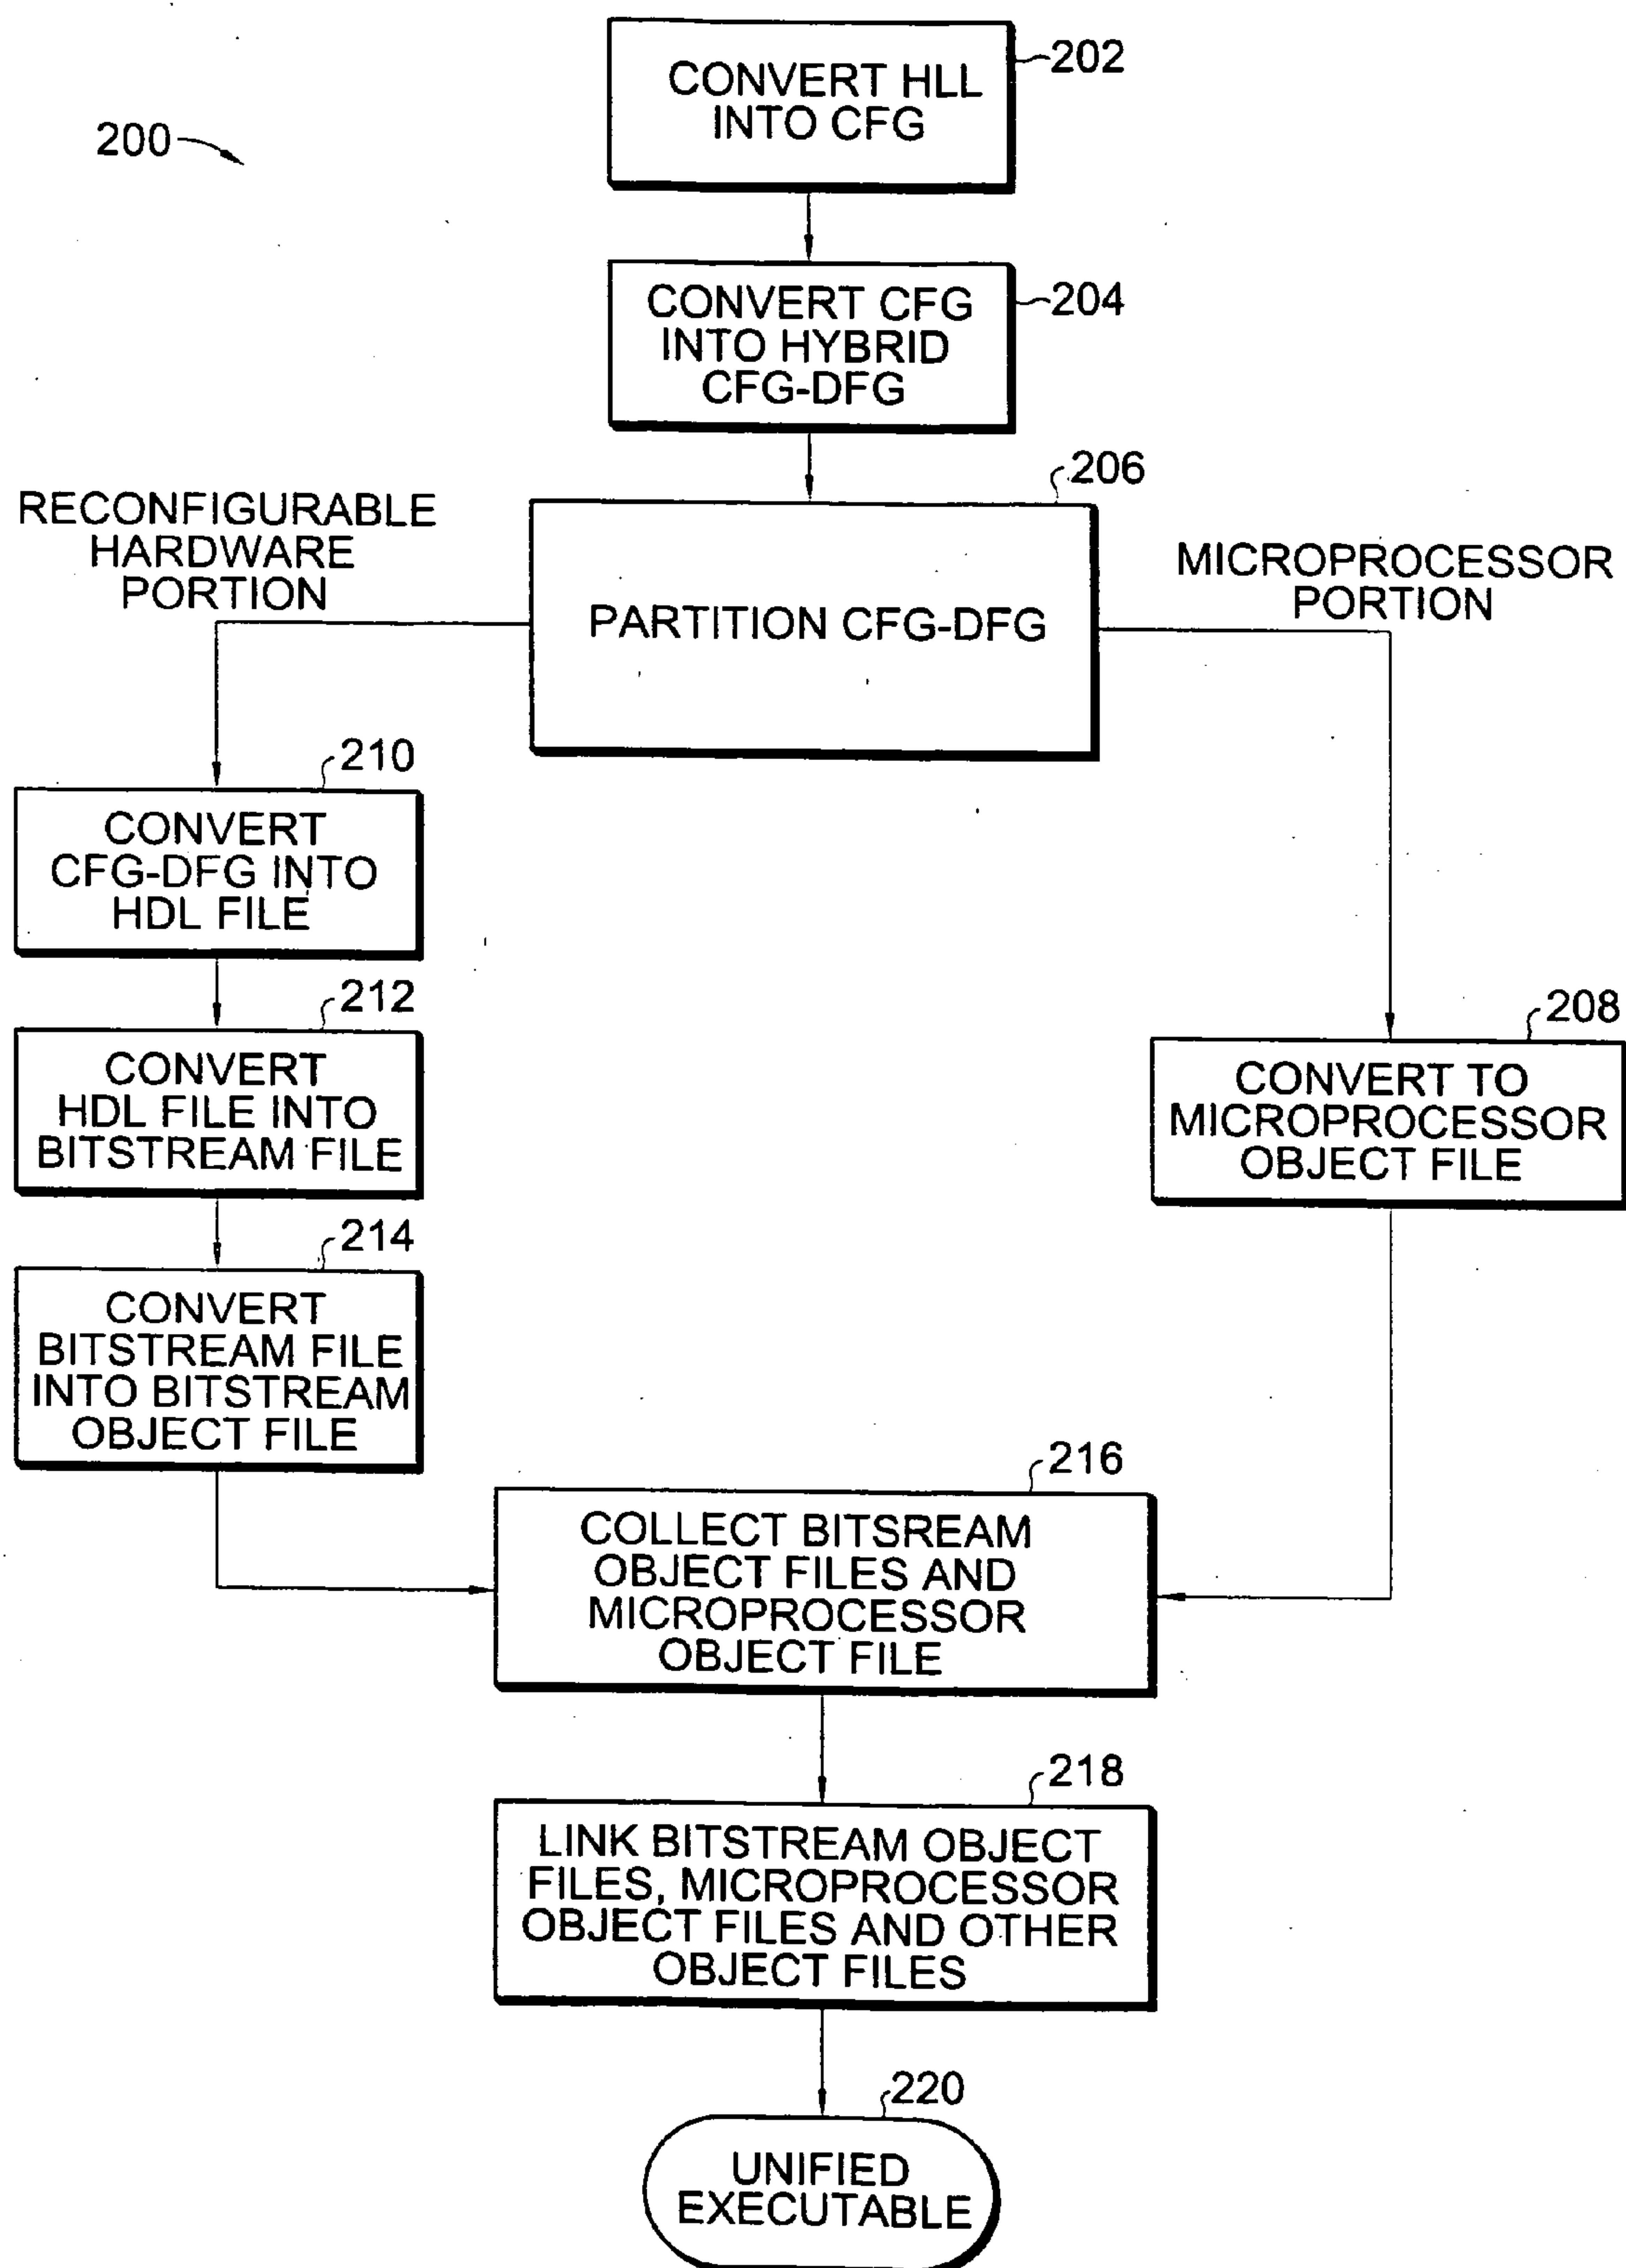 202
CONVERT HLL
INTO CFG
200
204
CONVERT CFG
INTO HYBRID
CFG-DFG
206
RECONFIGURABLE
HARDWARE
PORTION
MICROPROCESSOR
PORTION
PARTITION CFG-DFG
210
CONVERT
CFG-DFG INTO
HDL FILE
212
CONVERT
HDL FILE INTO
BITSTREAM FILE
208
CONVERT TO
MICROPROCESSOR
OBJECT FILE
214
CONVERT
BITSTREAM FILE
INTO BITSTREAM
OBJECT FILE
216
COLLECT BITSREAM
OBJECT FILES AND
MICROPROCESSOR
OBJECT FILE
218
LINK BITSTREAM OBJECT
FILES, MICROPROCESSOR
OBJECT FILES AND OTHER
OBJECT FILES
220
UNIFIED
EXECUTABLE